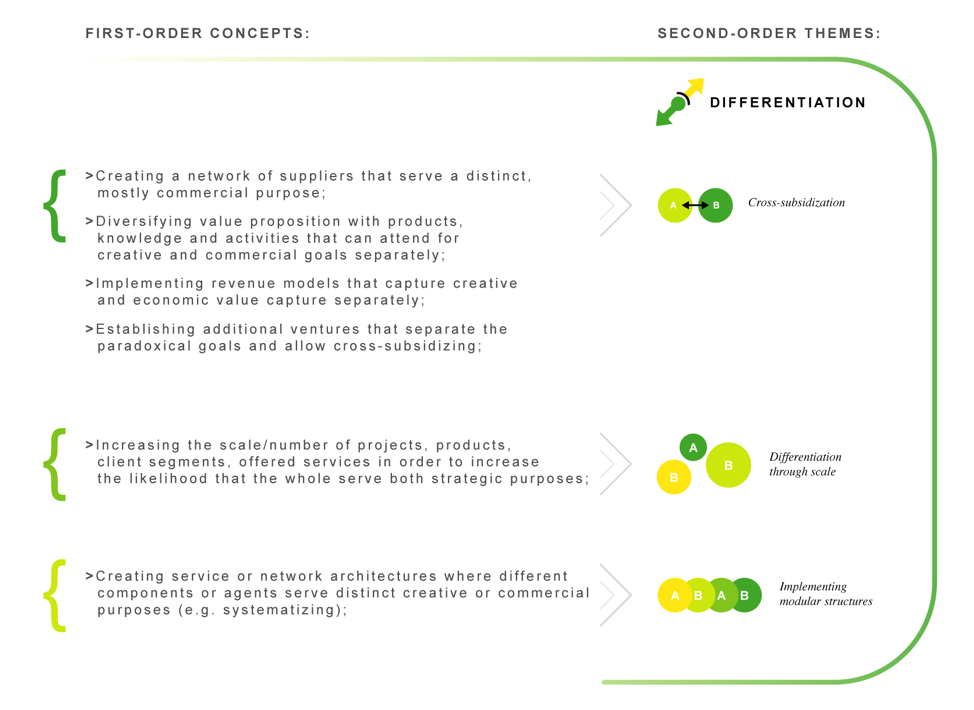 FIRST-ORDER CONCEPTS:
SECOND-ORDER THEMES:
DIFFERENTIATION
>Creating a network of suppliers that serve a distinct,
mostly commercial purpose;
>Diversifying value proposition with products,
knowledge and activities that can attend for
creative and commercial goals separately;
>Implementing revenue models that capture creative
and economic value capture separately;
>Establishing additional ventures that separate the
paradoxical goals and allow cross-subsidizing;
A B
Cross-subsidization
>Increasing the scale/number of projects, products,
client segments, offered services in order to increase
the likelihood that the whole serve both strategic purposes;
A
B
B
Differentiation
through scale
>Creating service or network architectures where different
components or agents serve distinct creative or commercial
purposes (e.g. systematizing);
A B A B
Implementing
modular structures